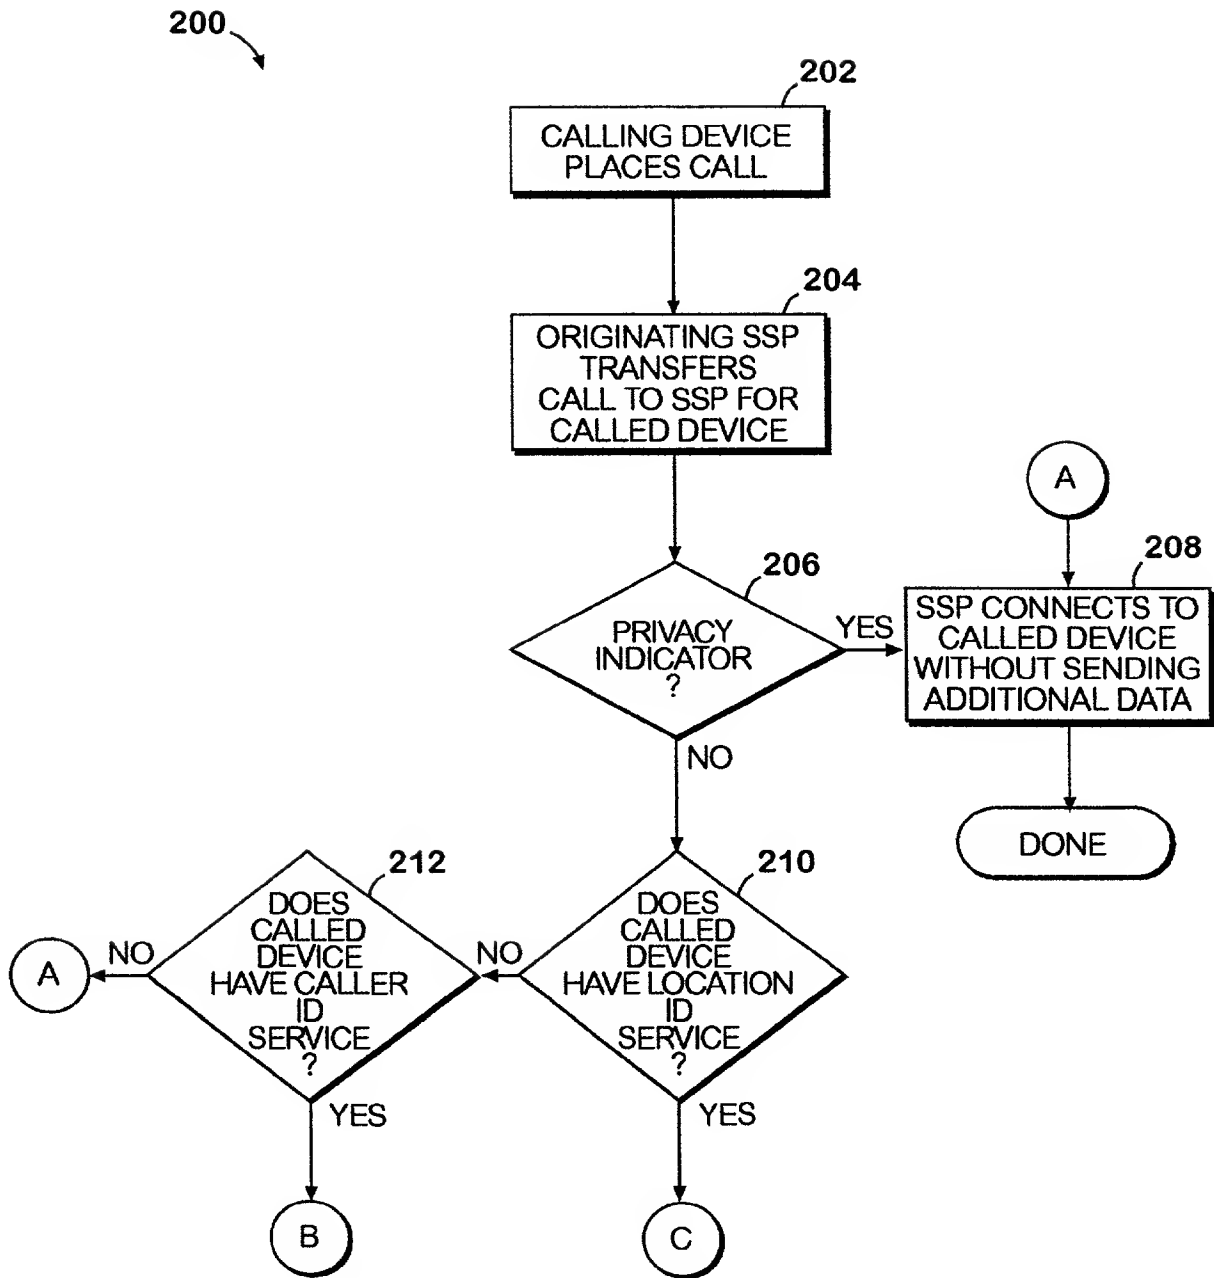 200
202
CALLING DEVICE
PLACES CALL
204
ORIGINATING SSP
TRANSFERS
CALL TO SSP FOR
CALLED DEVICE
A
206
PRIVACY
INDICATOR
?
YES
NO
208
SSP CONNECTS TO
CALLED DEVICE
WITHOUT SENDING
ADDITIONAL DATA
DONE
212
DOES
CALLED
DEVICE
HAVE CALLER
ID
SERVICE
?
NO
A
YES
B
210
DOES
CALLED
DEVICE
HAVE LOCATION
ID
SERVICE
?
NO
YES
C